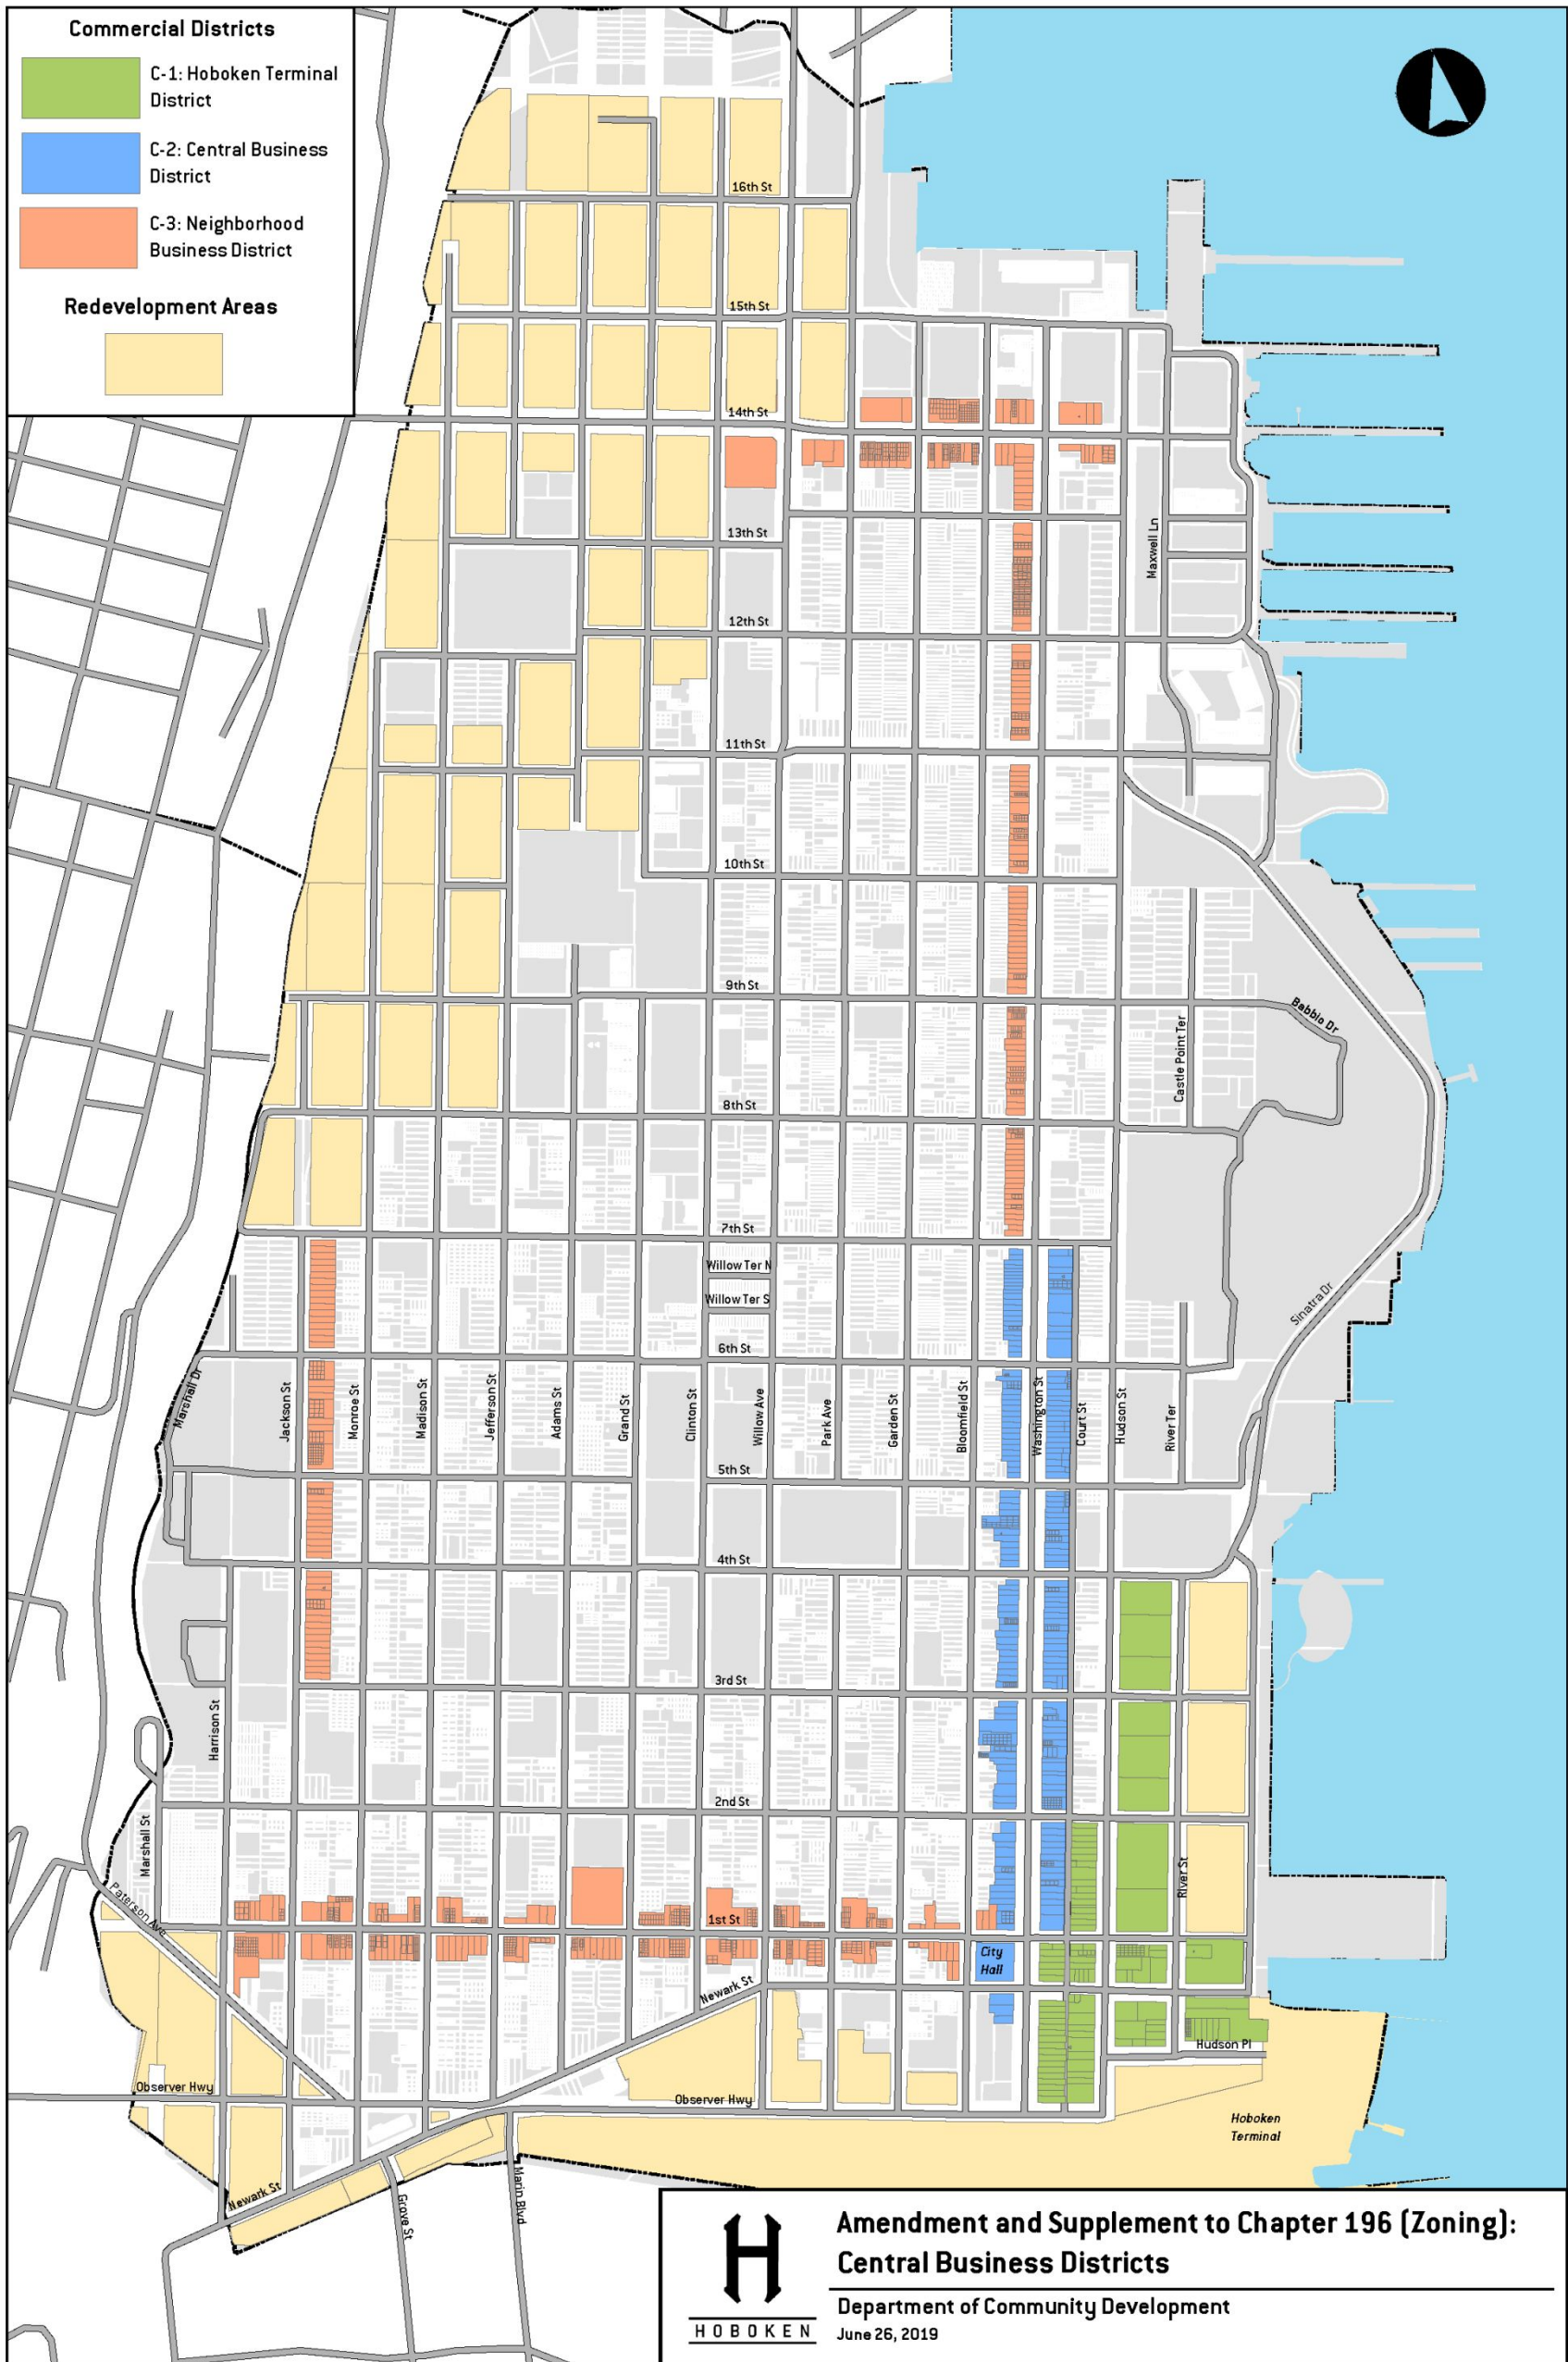 Commercial Districts
C-1: Hoboken Terminal
District
C-2: Central Business
District
C-3: Neighborhood
Business District
Redevelopment Areas
16th St
15th St
14th St
13th St
Maxwell Ln
12th St
11th St
10th St
9th St
Babbio Dr
Castle Point Ter
8th St
7th St
Willow Ter N
Willow Ter S
Sinatra Dr
6th St
Marshall Dr
Jackson St
Monroe St
Madison St
Jefferson St
Adams St
Grand St
Clinton St
Willow Ave
Park Ave
Garden St
Bloomfield St
Washington St
Court St
Hudson St
River Ter
5th St
4th St
3rd St
Harrison St
2nd St
Marshall St
River St
Paterson Ave
1st St
City
Hall
Newark St
Hudson Pl
Observer Hwy
Observer Hwy
Hoboken
Terminal
Newark St
Grove St
Marin Blvd
H
HOBOKEN
Amendment and Supplement to Chapter 196 (Zoning):
Central Business Districts
Department of Community Development
June 26, 2019